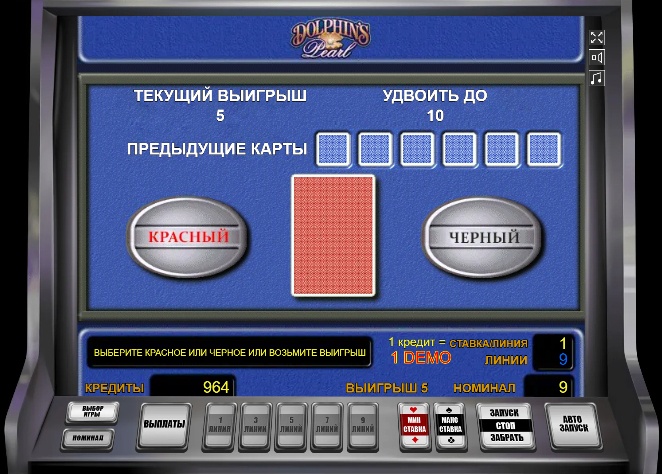 DOLPHIN'S
Pearl
ТЕКУЩИЙ ВЫИГРЫШ
5
УДВОИТЬ ДО
10
ПРЕДЫДУЩИЕ КАРТЫ
КРАСНЫЙ
ЧЕРНЫЙ
ВЫБЕРИТЕ КРАСНОЕ ИЛИ ЧЕРНОЕ ИЛИ ВОЗЬМИТЕ ВЫИГРЫШ
1 кредит =
1 DEMO
СТАВКА/ЛИНИЯ 1
ЛИНИИ 9
КРЕДИТЫ 964
ВЫИГРЫШ 5
НОМИНАЛ 9
ВЫБОР
ИГРЫ
НОМИНАЛ
ВЫПЛАТЫ
1
ЛИНИЯ
3
ЛИНИИ
5
ЛИНИЙ
7
ЛИНИЙ
9
ЛИНИЙ
МИН
СТАВКА
МАКС
СТАВКА
ЗАПУСК
СТОП
ЗАБРАТЬ
АВТО
ЗАПУСК